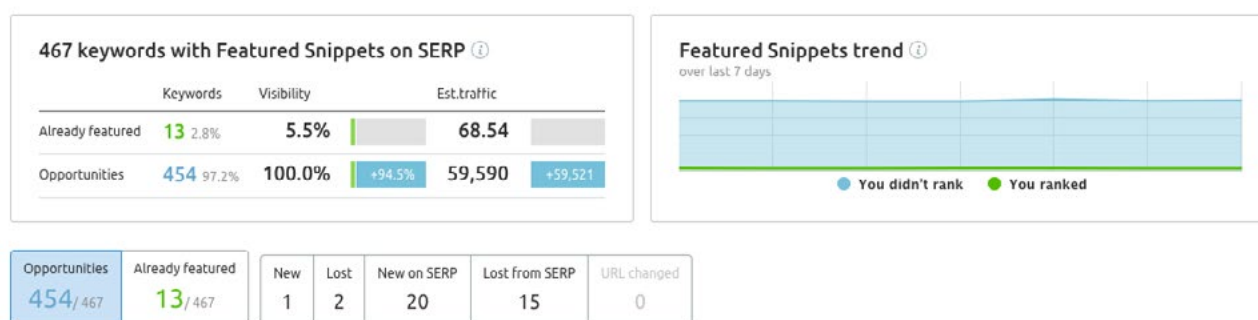 467 keywords with Featured Snippets on SERP
Keywords Visibility Est.traffic
Already featured 13 2.8% 5.5% 68.54
Opportunities 454 97.2% 100.0% +94.5% 59,590 +59,521
Featured Snippets trend
over last 7 days
You didn't rank You ranked
Opportunities Already featured New Lost New on SERP Lost from SERP URL changed
454/467 13/467 1 2 20 15 0